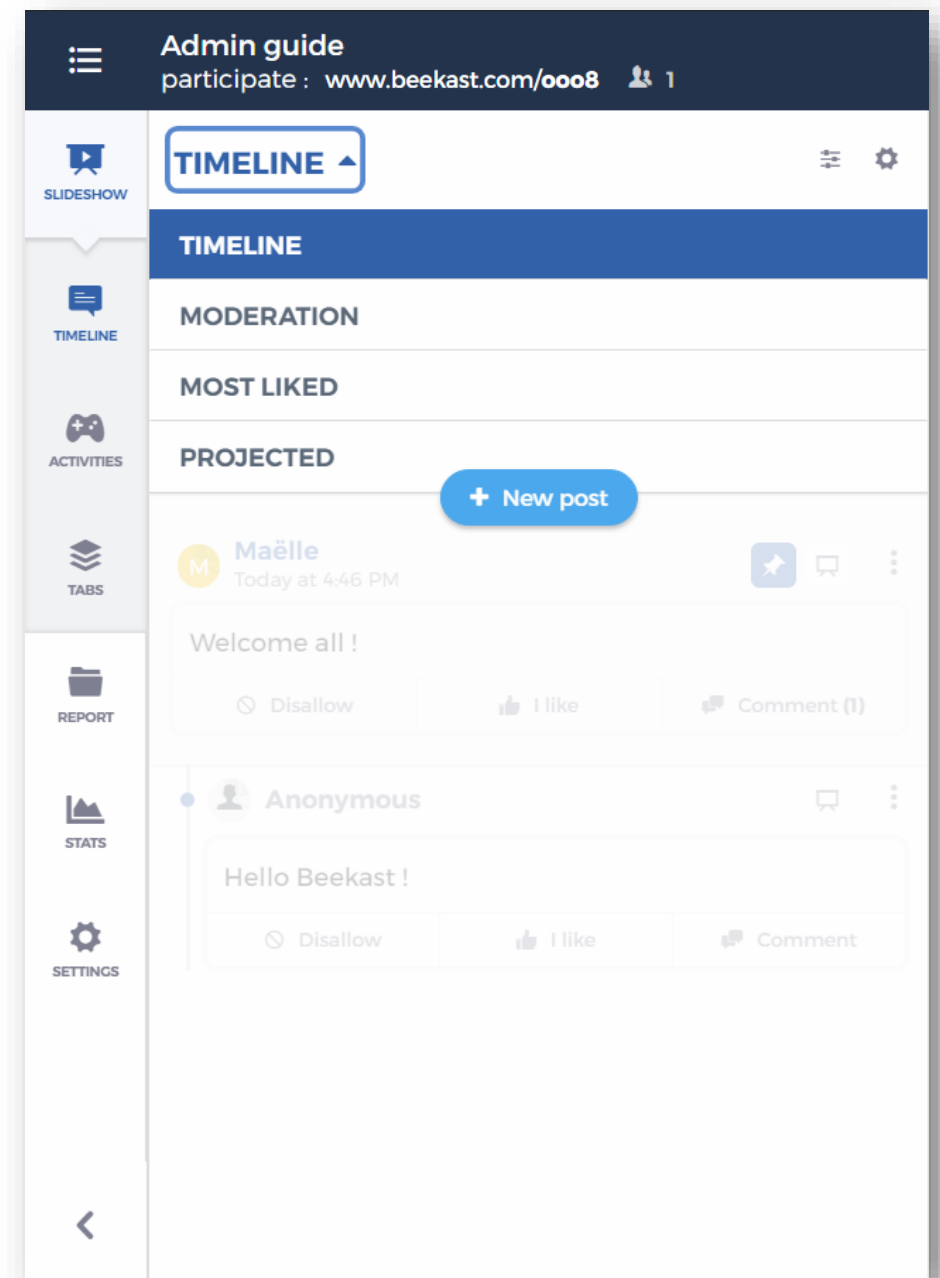 Admin guide
participate : www.beekast.com/ooo8 1
SLIDESHOW
TIMELINE
ACTIVITIES
TABS
REPORT
STATS
SETTINGS
TIMELINE
TIMELINE
MODERATION
MOST LIKED
PROJECTED
+ New post
M
Maëlle
Today at 4:46 PM
Welcome all !
Disallow I like Comment (1)
Anonymous
Hello Beekast !
Disallow I like Comment